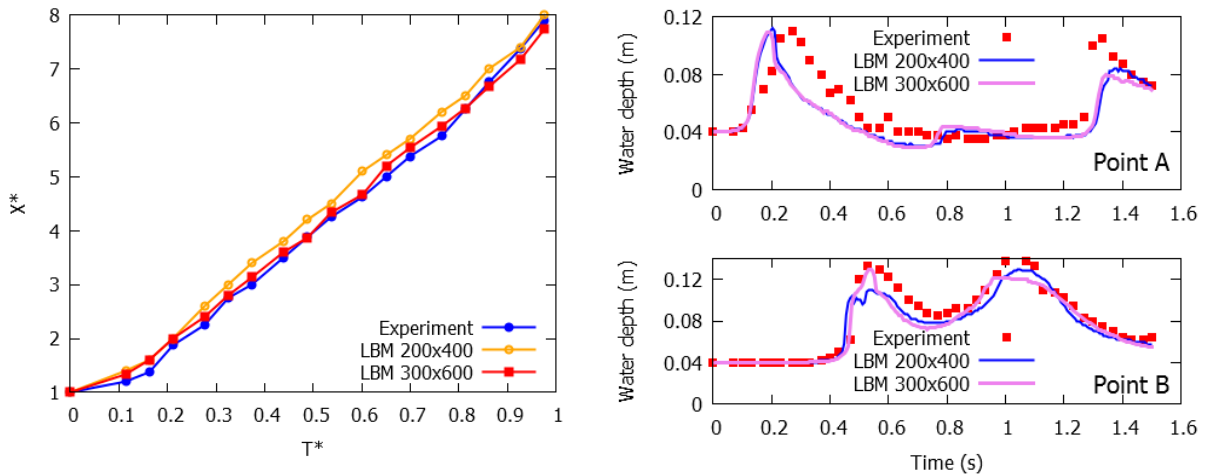 8
7
6
5
4
3
2
1
X*
0 0.1 0.2 0.3 0.4 0.5 0.6 0.7 0.8 0.9 1
T*
Experiment
LBM 200x400
LBM 300x600
0.12
0.08
0.04
0
Water depth (m)
Experiment
LBM 200x400
LBM 300x600
Point A
0 0.2 0.4 0.6 0.8 1 1.2 1.4 1.6
0.12
0.08
0.04
0
Water depth (m)
Experiment
LBM 200x400
LBM 300x600
Point B
0 0.2 0.4 0.6 0.8 1 1.2 1.4 1.6
Time (s)